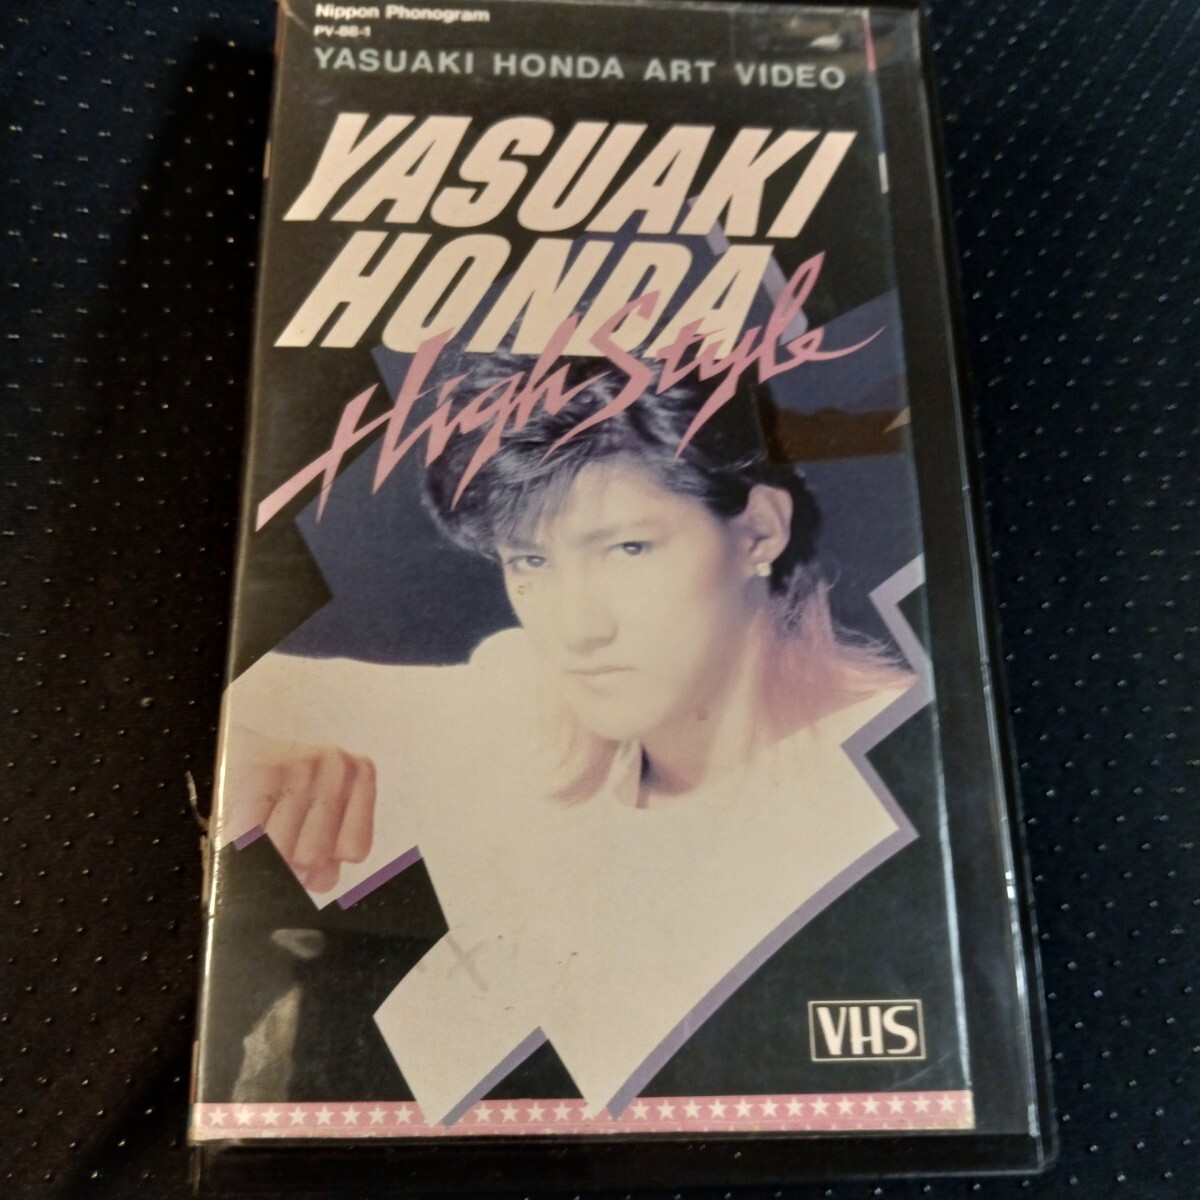 Nippon Phonogram
PV-88-1
YASUAKI HONDA ART VIDEO
YASUAKI
HONDA
High Style
VHS